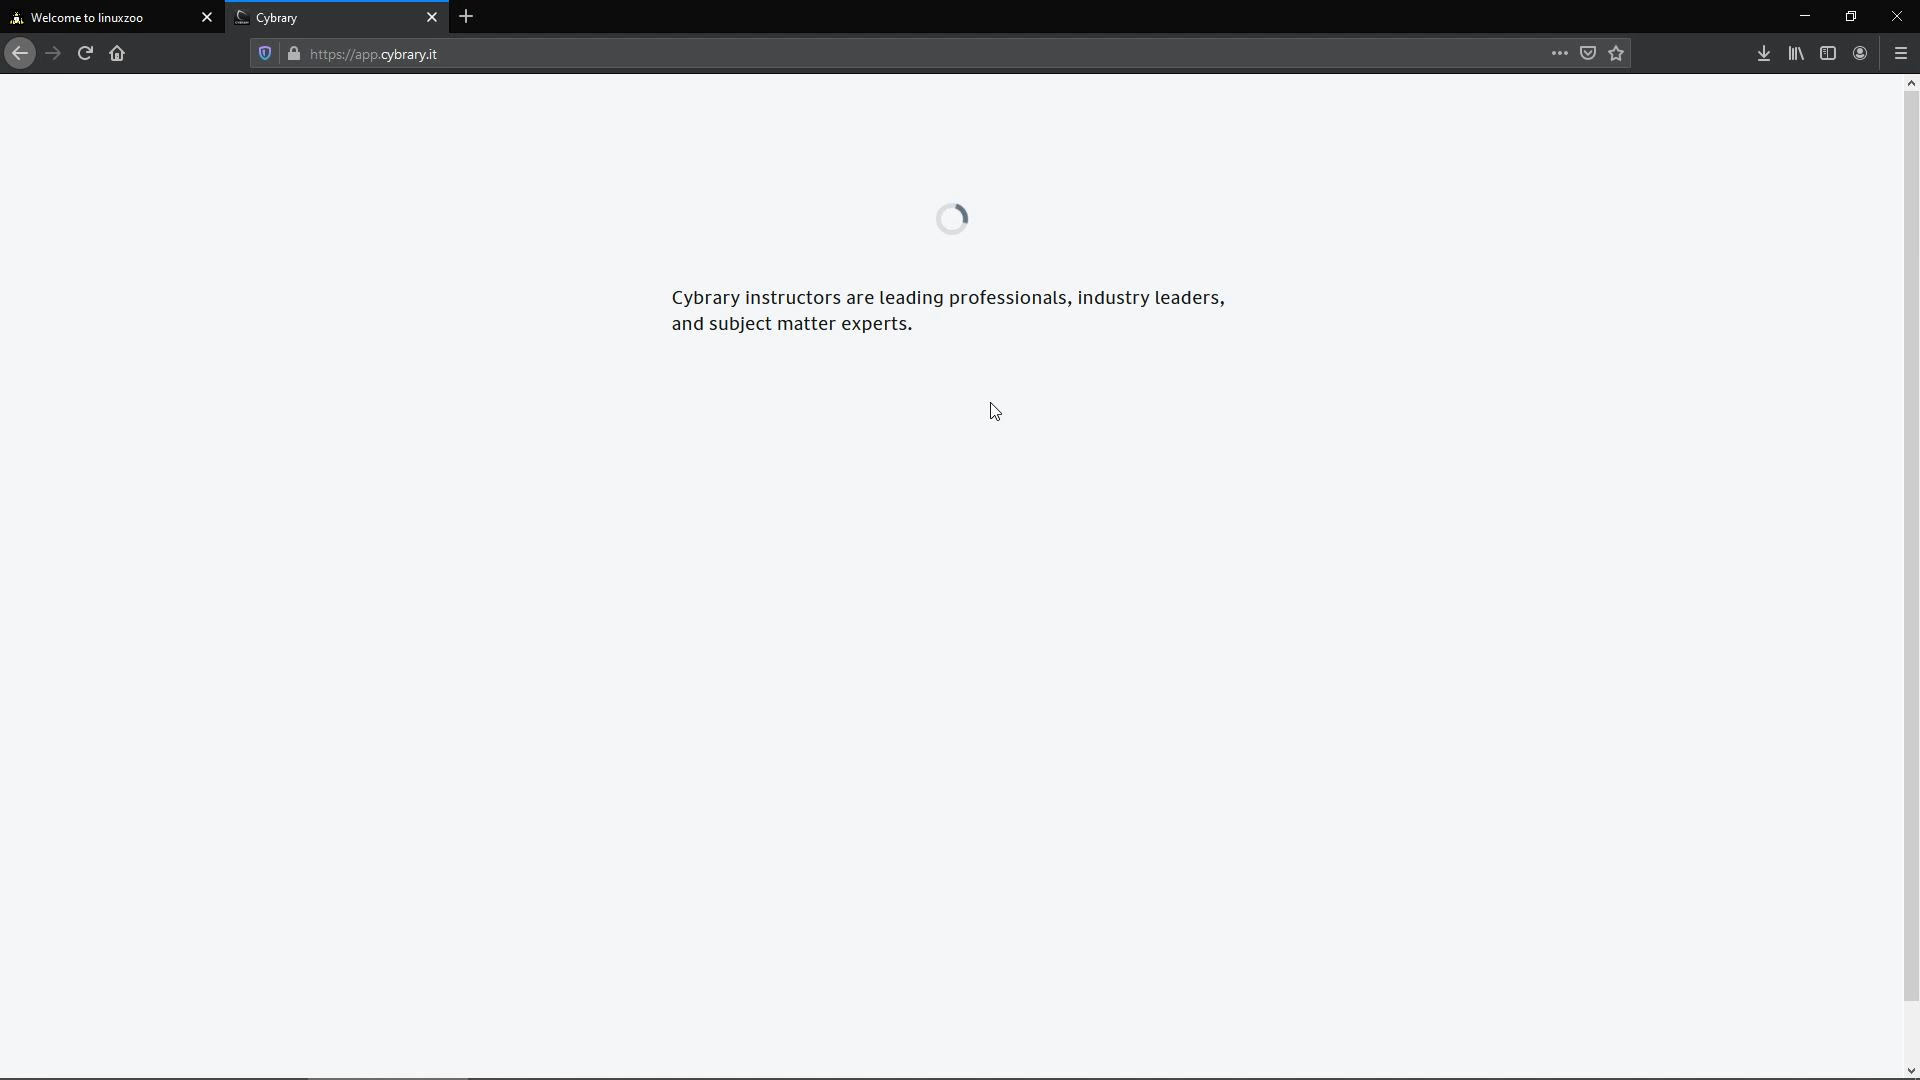 Welcome to linuxzoo
Cybrary
https://app.cybrary.it
Cybrary instructors are leading professionals, industry leaders,
and subject matter experts.